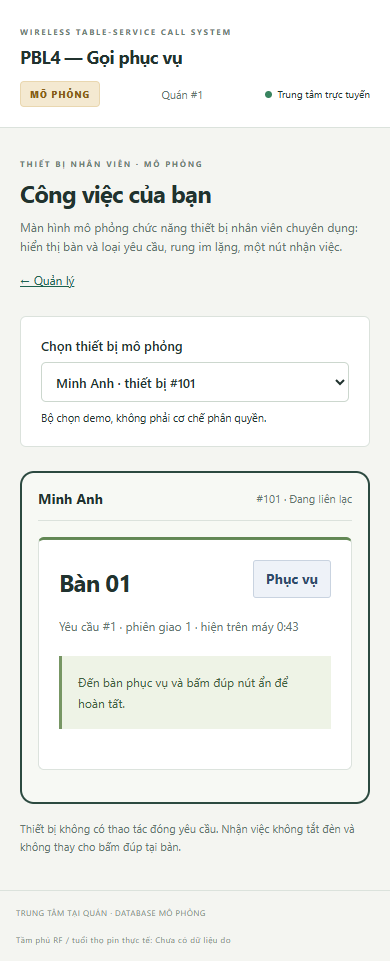 WIRELESS TABLE-SERVICE CALL SYSTEM
PBL4 — Gọi phục vụ
MÔ PHỎNG
Quán #1
Trung tâm trực tuyến
THIẾT BỊ NHÂN VIÊN · MÔ PHỎNG
Công việc của bạn
Màn hình mô phỏng chức năng thiết bị nhân viên chuyên dụng:
hiển thị bàn và loại yêu cầu, rung im lặng, một nút nhận việc.
← Quản lý
Chọn thiết bị mô phỏng
Minh Anh · thiết bị #101
Bộ chọn demo, không phải cơ chế phân quyền.
Minh Anh
#101 · Đang liên lạc
Bàn 01
Phục vụ
Yêu cầu #1 · phiên giao 1 · hiện trên máy 0:43
Đến bàn phục vụ và bấm đúp nút ẩn để
hoàn tất.
Thiết bị không có thao tác đóng yêu cầu. Nhận việc không tắt đèn và
không thay cho bấm đúp tại bàn.
TRUNG TÂM TẠI QUÁN · DATABASE MÔ PHỎNG
Tầm phủ RF / tuổi thọ pin thực tế: Chưa có dữ liệu đo